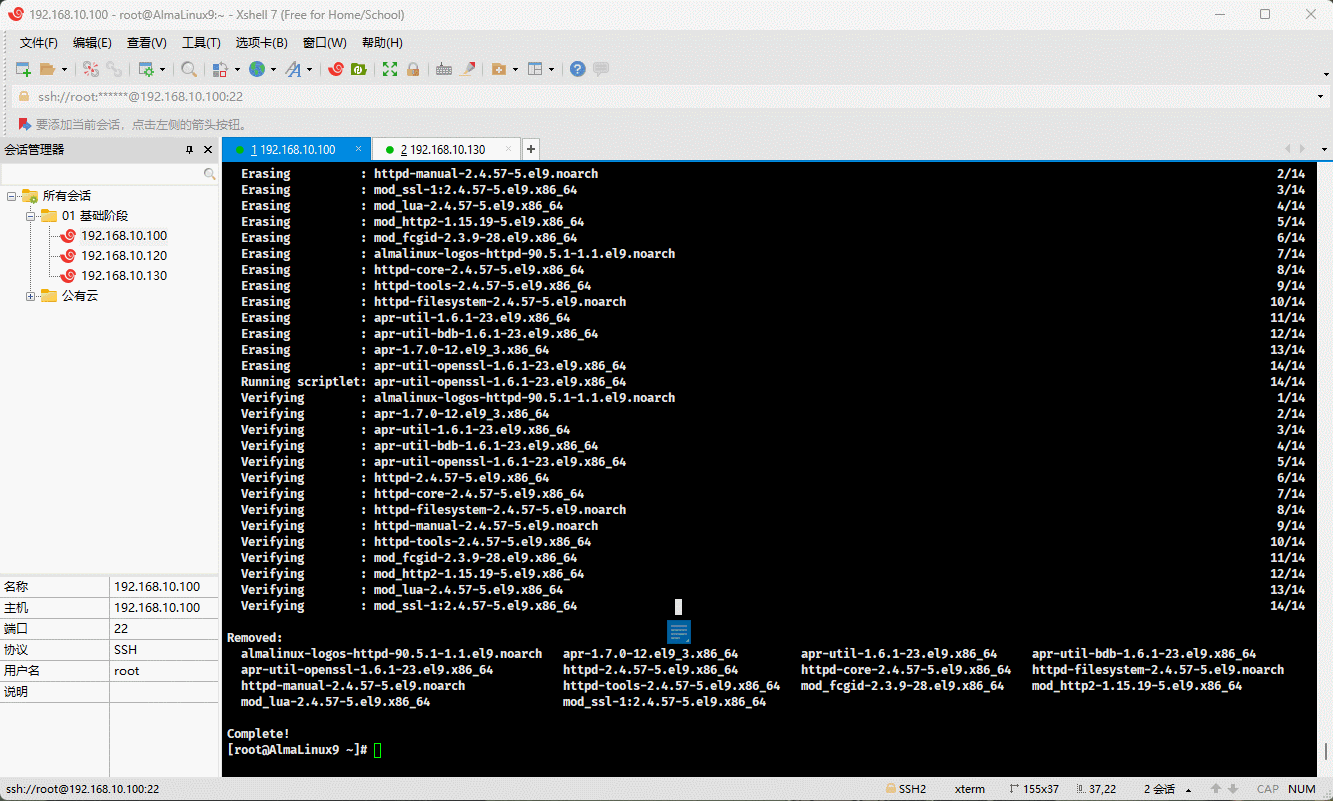 192.168.10.100 - root@AlmaLinux9:~ - Xshell 7 (Free for Home/School)
文件(F) 编辑(E) 查看(V) 工具(T) 选项卡(B) 窗口(W) 帮助(H)
ssh://root:******@192.168.10.100:22
要添加当前会话，点击左侧的箭头按钮。
会话管理器
1 192.168.10.100 × 2 192.168.10.130 × +
所有会话
01 基础阶段
192.168.10.100
192.168.10.120
192.168.10.130
公有云
名称 192.168.10.100
主机 192.168.10.100
端口 22
协议 SSH
用户名 root
说明
Erasing : httpd-manual-2.4.57-5.el9.noarch 2/14
Erasing : mod_ssl-1:2.4.57-5.el9.x86_64 3/14
Erasing : mod_lua-2.4.57-5.el9.x86_64 4/14
Erasing : mod_http2-1.15.19-5.el9.x86_64 5/14
Erasing : mod_fcgid-2.3.9-28.el9.x86_64 6/14
Erasing : almalinux-logos-httpd-90.5.1-1.1.el9.noarch 7/14
Erasing : httpd-core-2.4.57-5.el9.x86_64 8/14
Erasing : httpd-tools-2.4.57-5.el9.x86_64 9/14
Erasing : httpd-filesystem-2.4.57-5.el9.noarch 10/14
Erasing : apr-util-1.6.1-23.el9.x86_64 11/14
Erasing : apr-util-bdb-1.6.1-23.el9.x86_64 12/14
Erasing : apr-1.7.0-12.el9_3.x86_64 13/14
Erasing : apr-util-openssl-1.6.1-23.el9.x86_64 14/14
Running scriptlet: apr-util-openssl-1.6.1-23.el9.x86_64 14/14
Verifying : almalinux-logos-httpd-90.5.1-1.1.el9.noarch 1/14
Verifying : apr-1.7.0-12.el9_3.x86_64 2/14
Verifying : apr-util-1.6.1-23.el9.x86_64 3/14
Verifying : apr-util-bdb-1.6.1-23.el9.x86_64 4/14
Verifying : apr-util-openssl-1.6.1-23.el9.x86_64 5/14
Verifying : httpd-2.4.57-5.el9.x86_64 6/14
Verifying : httpd-core-2.4.57-5.el9.x86_64 7/14
Verifying : httpd-filesystem-2.4.57-5.el9.noarch 8/14
Verifying : httpd-manual-2.4.57-5.el9.noarch 9/14
Verifying : httpd-tools-2.4.57-5.el9.x86_64 10/14
Verifying : mod_fcgid-2.3.9-28.el9.x86_64 11/14
Verifying : mod_http2-1.15.19-5.el9.x86_64 12/14
Verifying : mod_lua-2.4.57-5.el9.x86_64 13/14
Verifying : mod_ssl-1:2.4.57-5.el9.x86_64 14/14
Removed:
almalinux-logos-httpd-90.5.1-1.1.el9.noarch apr-1.7.0-12.el9_3.x86_64 apr-util-1.6.1-23.el9.x86_64 apr-util-bdb-1.6.1-23.el9.x86_64
apr-util-openssl-1.6.1-23.el9.x86_64 httpd-2.4.57-5.el9.x86_64 httpd-core-2.4.57-5.el9.x86_64 httpd-filesystem-2.4.57-5.el9.noarch
httpd-manual-2.4.57-5.el9.noarch httpd-tools-2.4.57-5.el9.x86_64 mod_fcgid-2.3.9-28.el9.x86_64 mod_http2-1.15.19-5.el9.x86_64
mod_lua-2.4.57-5.el9.x86_64 mod_ssl-1:2.4.57-5.el9.x86_64
Complete!
[root@AlmaLinux9 ~]#
ssh://root@192.168.10.100:22 SSH2 xterm 155x37 37,22 2 会话 CAP NUM